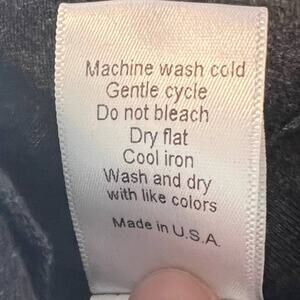 Machine wash cold
Gentle cycle
Do not bleach
Dry flat
Cool iron
Wash and dry
with like colors
Made in U.S.A.